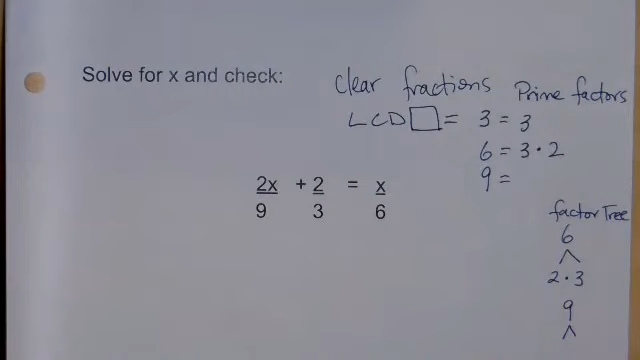 Solve for x and check:
Clear fractions
Prime factors
LCD = 3 = 3
6 = 3 • 2
9 =
2x + 2 = x
9 3 6
factor Tree
6
2 • 3
9